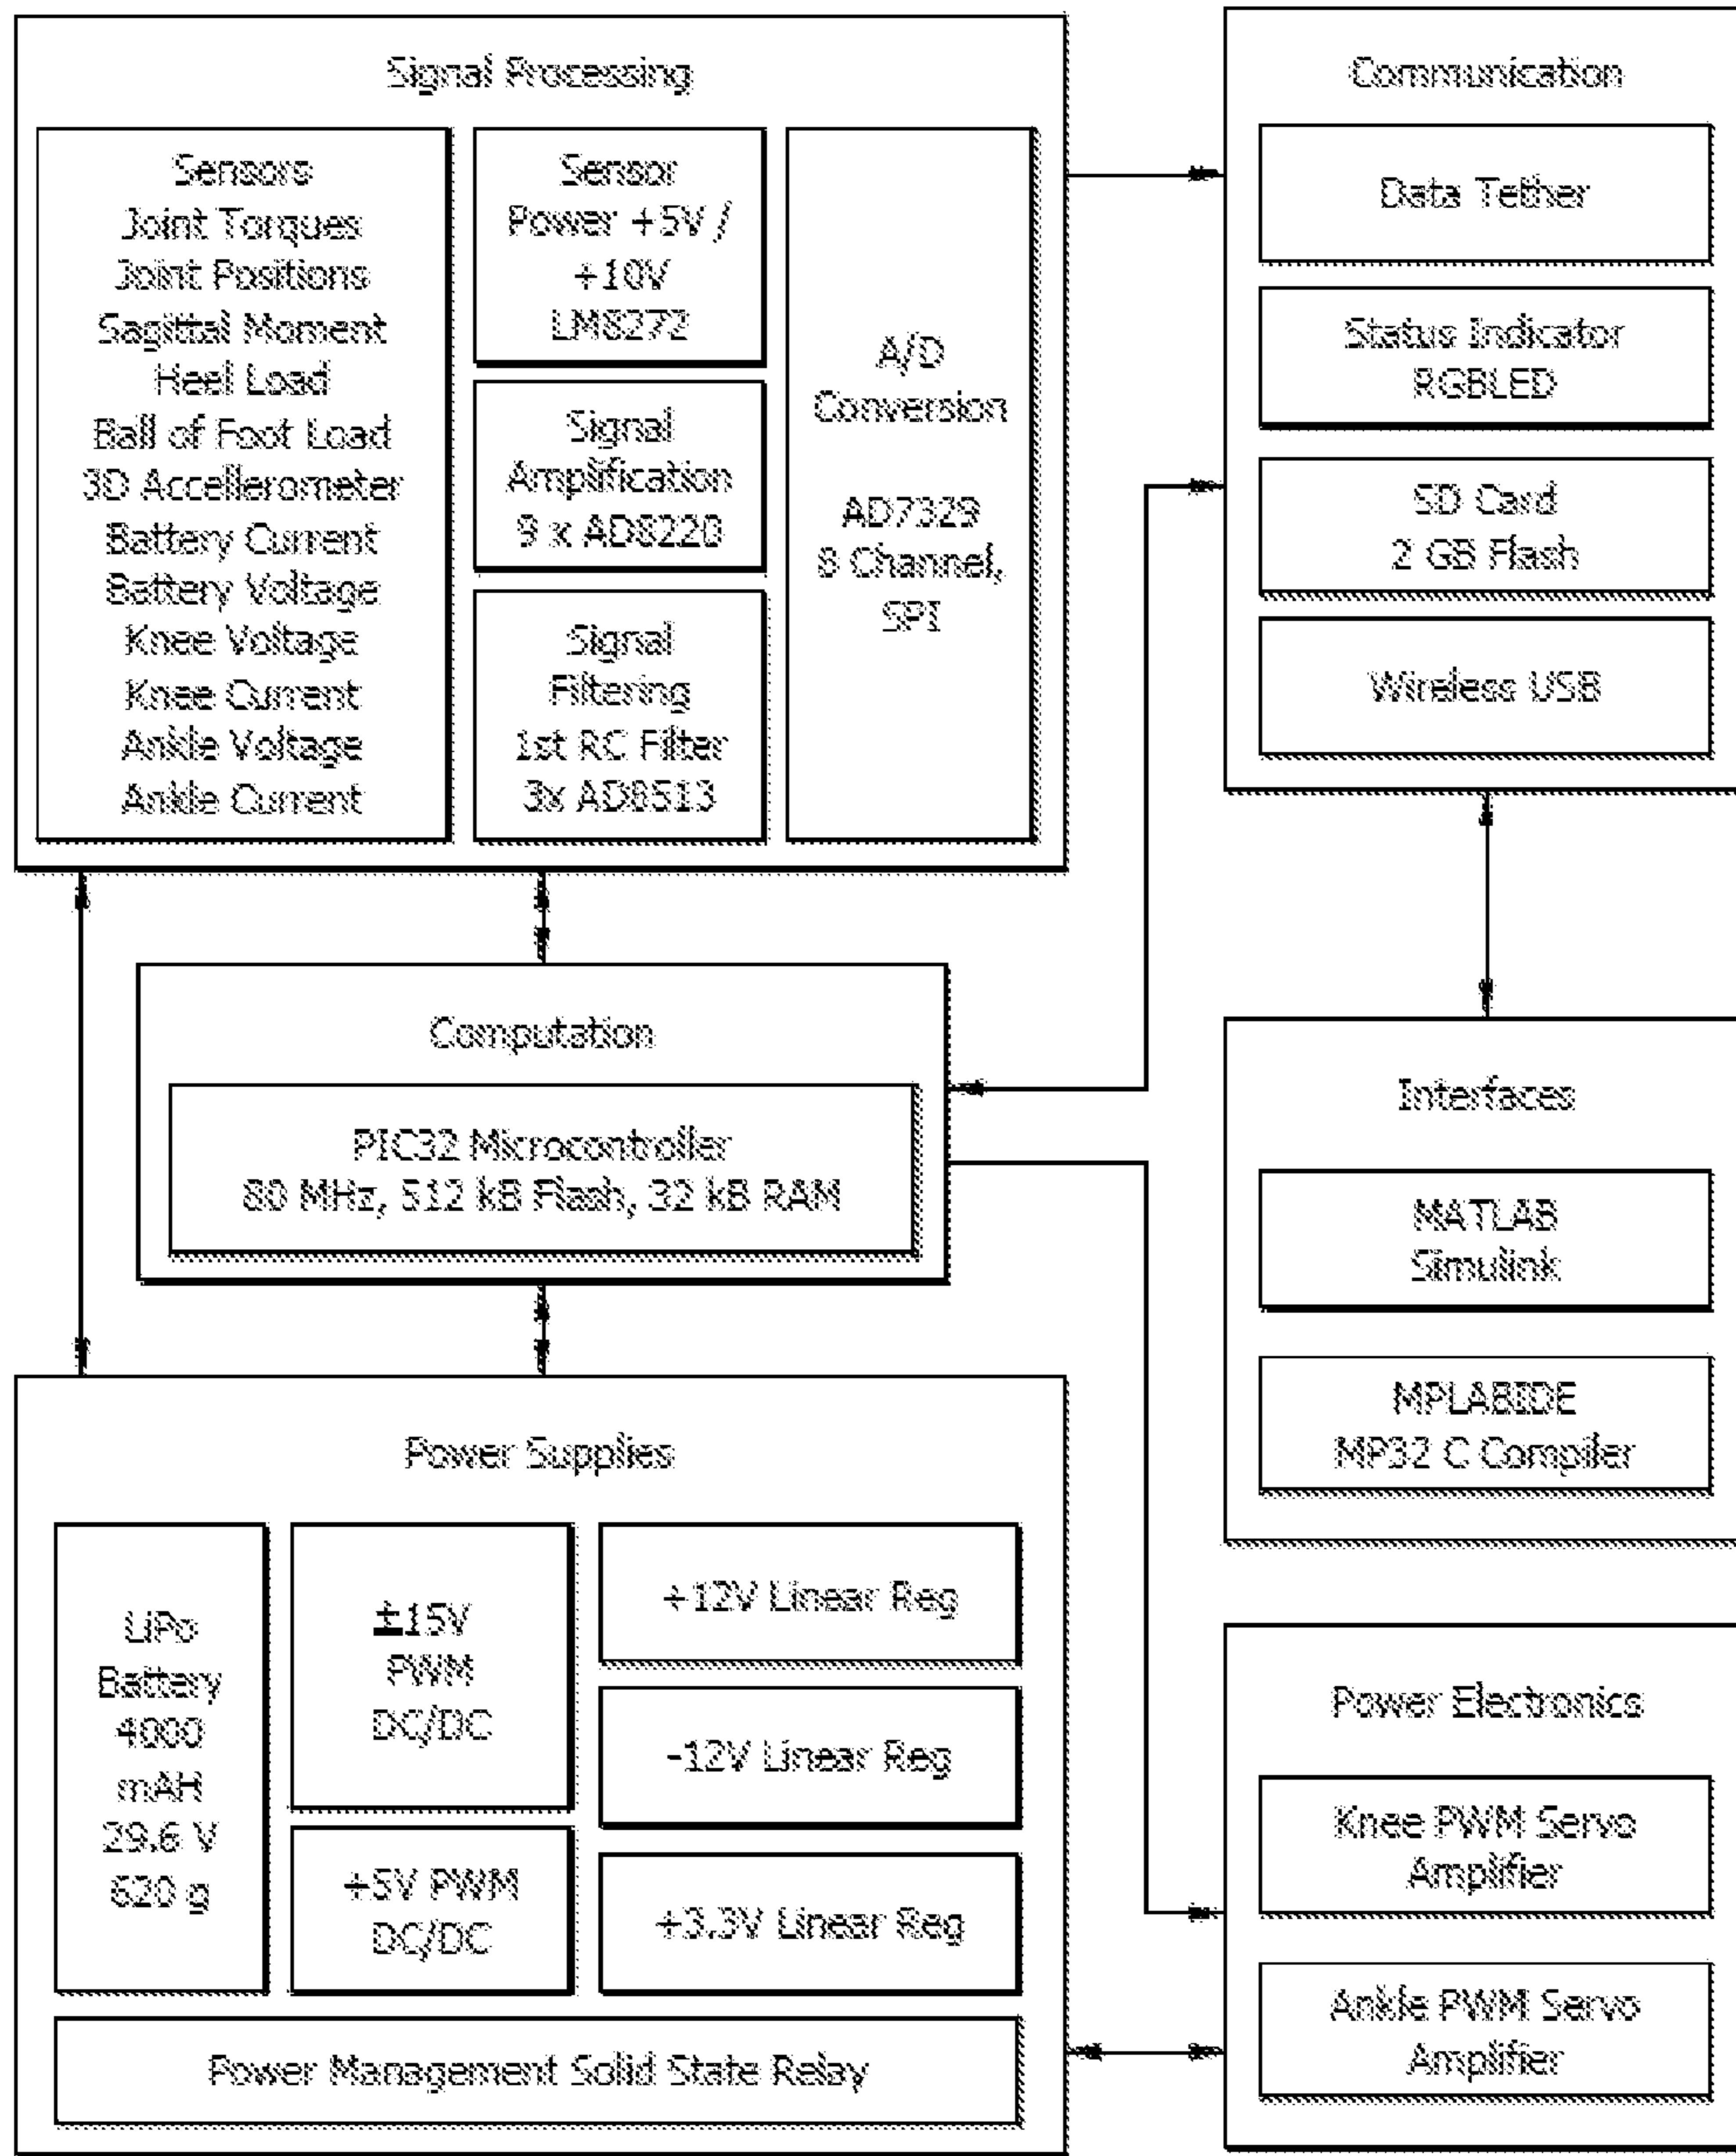 Signal Processing
Sensors
Joint Torques
Joint Positions
Sagittal Moment
Heel Load
Ball of Foot Load
3D Accellerometer
Battery Current
Battery Voltage
Knee Voltage
Knee Current
Ankle Voltage
Ankle Current
Sensor
Power +5V /
+10V
LM8272
Signal
Amplification
9 x AD8220
Signal
Filtering
1st RC Filter
3x AD8513
A/D
Conversion
AD7329
8 Channel,
SPI
Communication
Data Tether
Status Indicator
RGBLED
SD Card
2 GB Flash
Wireless USB
Computation
PIC32 Microcontroller
80 MHz, 512 kB Flash, 32 kB RAM
Interfaces
MATLAB
Simulink
MPLABIDE
MP32 C Compiler
Power Supplies
LiPo
Battery
4000
mAH
29.6 V
620 g
±15V
PWM
DC/DC
+5V PWM
DC/DC
+12V Linear Reg
-12V Linear Reg
+3.3V Linear Reg
Power Management Solid State Relay
Power Electronics
Knee PWM Servo
Amplifier
Ankle PWM Servo
Amplifier